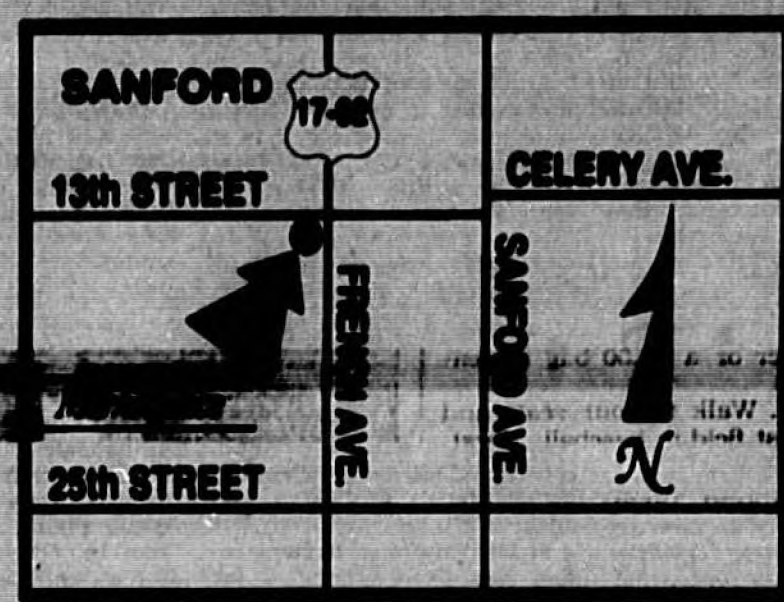 SANFORD
17-92
13th STREET
CELERY AVE.
FRENCH AVE.
SANFORD AVE.
25th STREET
N